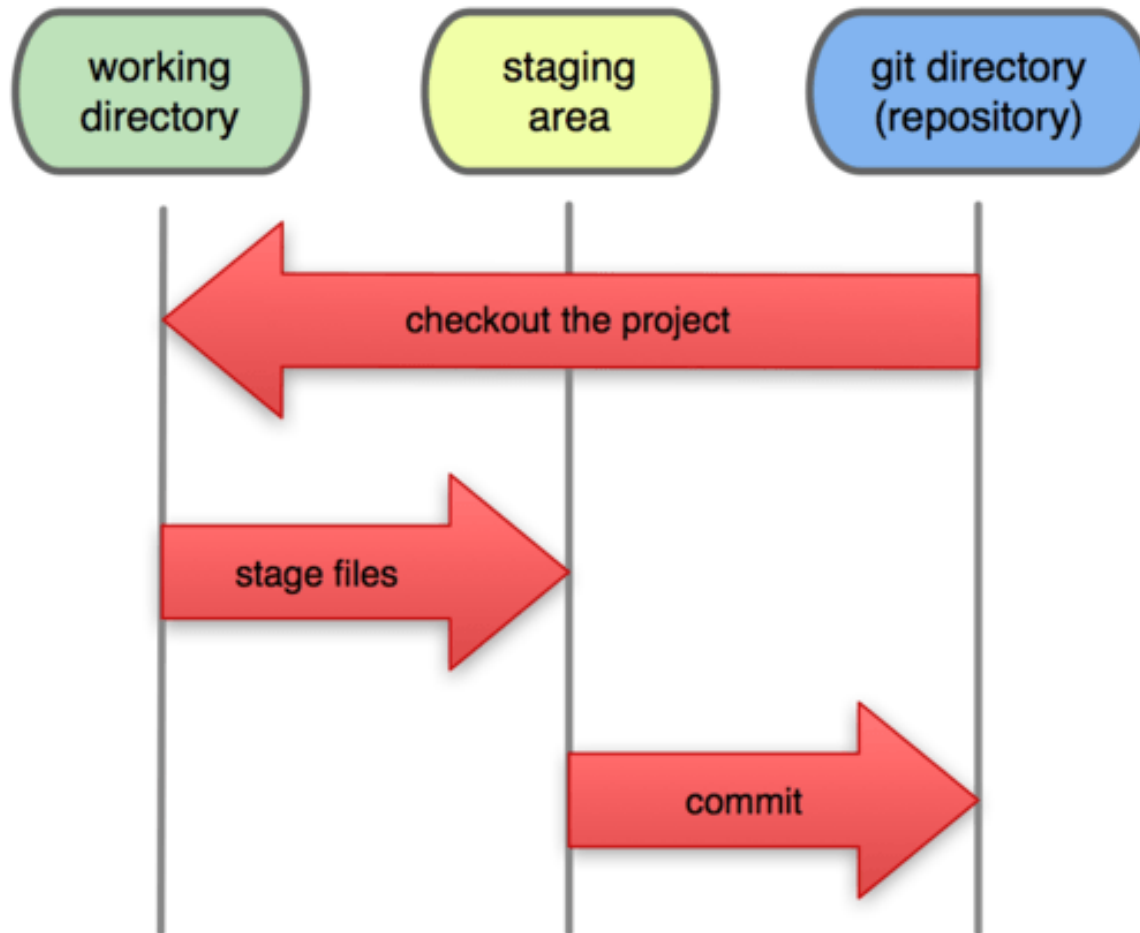 working
directory
staging
area
git directory
(repository)
checkout the project
stage files
commit